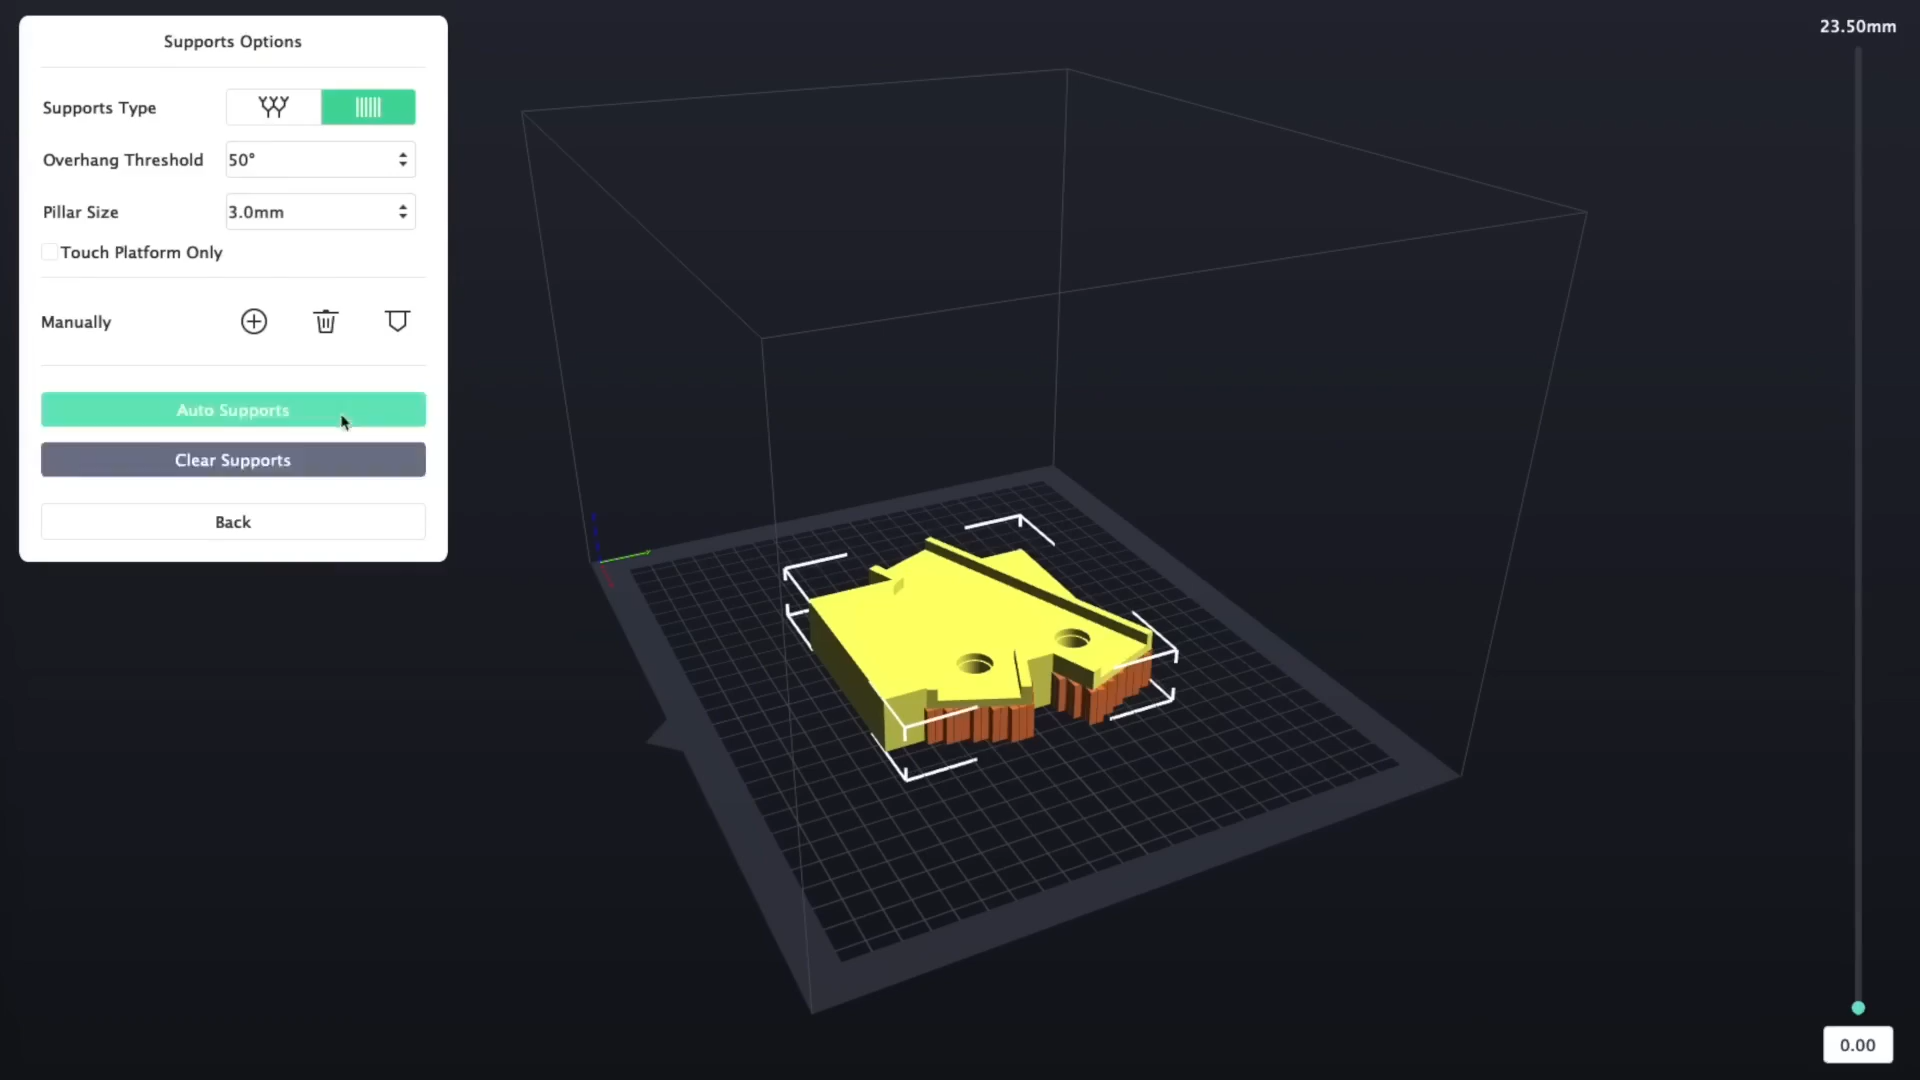 Supports Options
23.50mm
Supports Type
Overhang Threshold 50°
Pillar Size 3.0mm
Touch Platform Only
Manually
Auto Supports
Clear Supports
Back
0.00